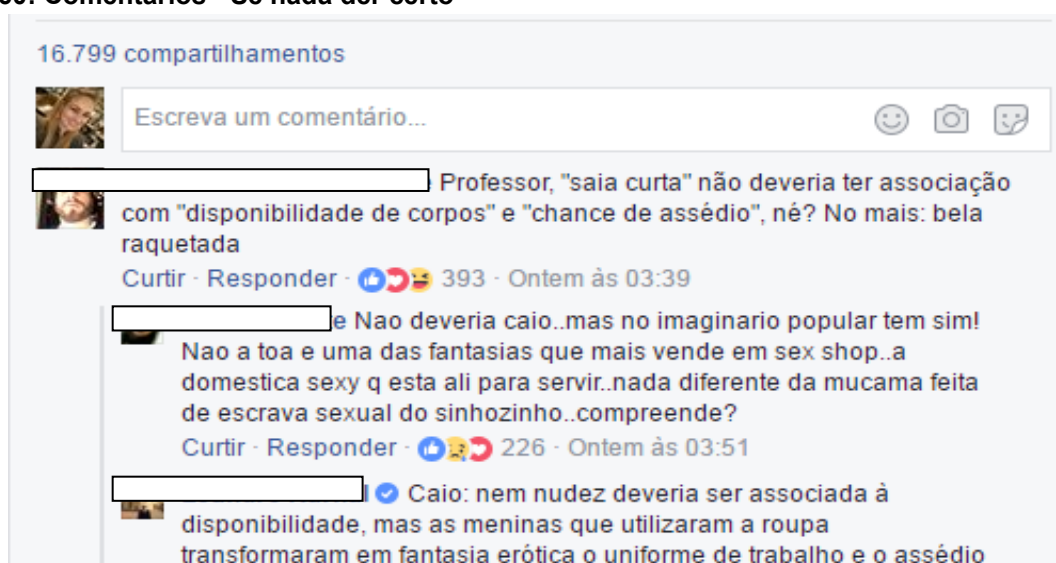 16.799 compartilhamentos
Escreva um comentário...
Professor, "saia curta" não deveria ter associação
com "disponibilidade de corpos" e "chance de assédio", né? No mais: bela
raquetada
Curtir · Responder · 393 · Ontem às 03:39
e Nao deveria caio..mas no imaginario popular tem sim!
Nao a toa e uma das fantasias que mais vende em sex shop..a
domestica sexy q esta ali para servir..nada diferente da mucama feita
de escrava sexual do sinhozinho..compreende?
Curtir · Responder · 226 · Ontem às 03:51
l Caio: nem nudez deveria ser associada à
disponibilidade, mas as meninas que utilizaram a roupa
transformaram em fantasia erótica o uniforme de trabalho e o assédio